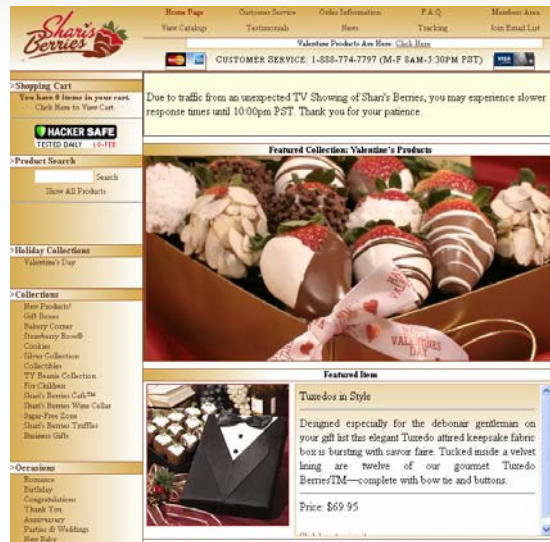 Shari's
Berries
Home Page Customer Service Order Information F.A.Q. Members Area
View Catalogs Testimonials News Tracking Join Email List
Valentine Products Are Here: Click Here
CUSTOMER SERVICE: 1-888-774-7797 (M-F 8AM-5:30PM PST)
>Shopping Cart
You have 0 items in your cart.
Click Here to View Cart.
HACKER SAFE
TESTED DAILY 10-FEB
>Product Search
Search
Show All Products
>Holiday Collections
Valentine's Day
>Collections
New Products!
Gift Boxes
Bakery Corner
Strawberry Rose®
Cookies
Silver Collection
Collectibles
TY Beanie Collection
For Children
Shari's Berries Cafe™
Shari's Berries Wine Cellar
Sugar-Free Zone
Shari's Berries Truffles
Business Gifts
>Occasions
Romance
Birthday
Congratulations
Thank You
Anniversary
Parties & Weddings
New Baby
Due to traffic from an unexpected TV Showing of Shari's Berries, you may experience slower
response times until 10:00pm PST. Thank you for your patience.
Featured Collection: Valentine's Products
VALENTINES
DAY
Featured Item
Tuxedos in Style
Designed especially for the debonair gentleman on
your gift list this elegant Tuxedo attired keepsake fabric
box is bursting with savoir faire. Tucked inside a velvet
lining are twelve of our gourmet Tuxedo
BerriesTM—complete with bow tie and buttons.
Price: $69.95